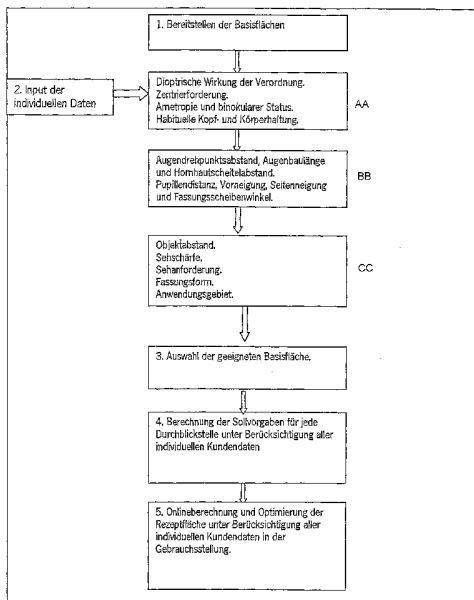 1. Bereitstellen der Basisflächen
2. Input der
individuellen Daten
Dioptrische Wirkung der Verordnung.
Zentrierforderung.
Ametropie und binokularer Status.
Habituelle Kopf- und Körperhaltung.
AA
Augendrehpunktsabstand, Augenbaulänge
und Hornhautscheitelabstand.
Pupillendistanz, Vorneigung, Seitenneigung
und Fassungsscheibenwinkel.
BB
Objektabstand.
Sehschärfe.
Sehanforderung.
Fassungsform.
Anwendungsgebiet.
CC
3. Auswahl der geeigneten Basisfläche.
4. Berechnung der Sollvorgaben für jede
Durchblickstelle unter Berücksichtigung aller
individuellen Kundendaten
5. Onlineberechnung und Optimierung der
Rezeptfläche unter Berücksichtigung aller
individuellen Kundendaten in der
Gebrauchsstellung.